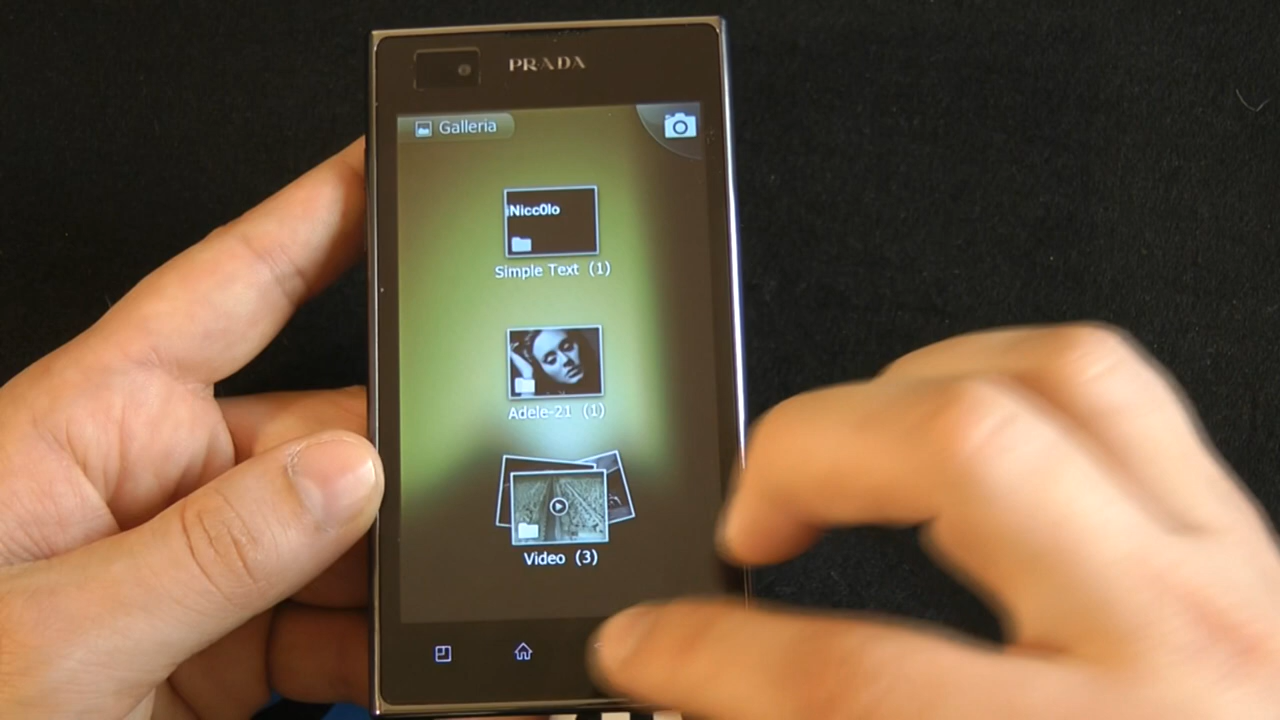 PRADA
Galleria
iNicc0lo
Simple Text (1)
Adele-21 (1)
Video (3)